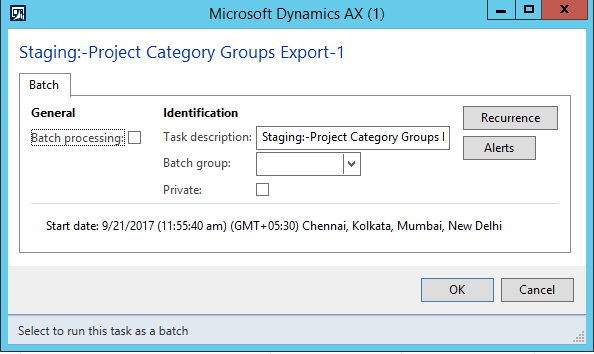 Microsoft Dynamics AX (1)
Staging:-Project Category Groups Export-1
Batch
General
Batch processing:
Identification
Task description: Staging:-Project Category Groups
Batch group:
Private:
Recurrence
Alerts
Start date: 9/21/2017 (11:55:40 am) (GMT+05:30) Chennai, Kolkata, Mumbai, New Delhi
OK
Cancel
Select to run this task as a batch